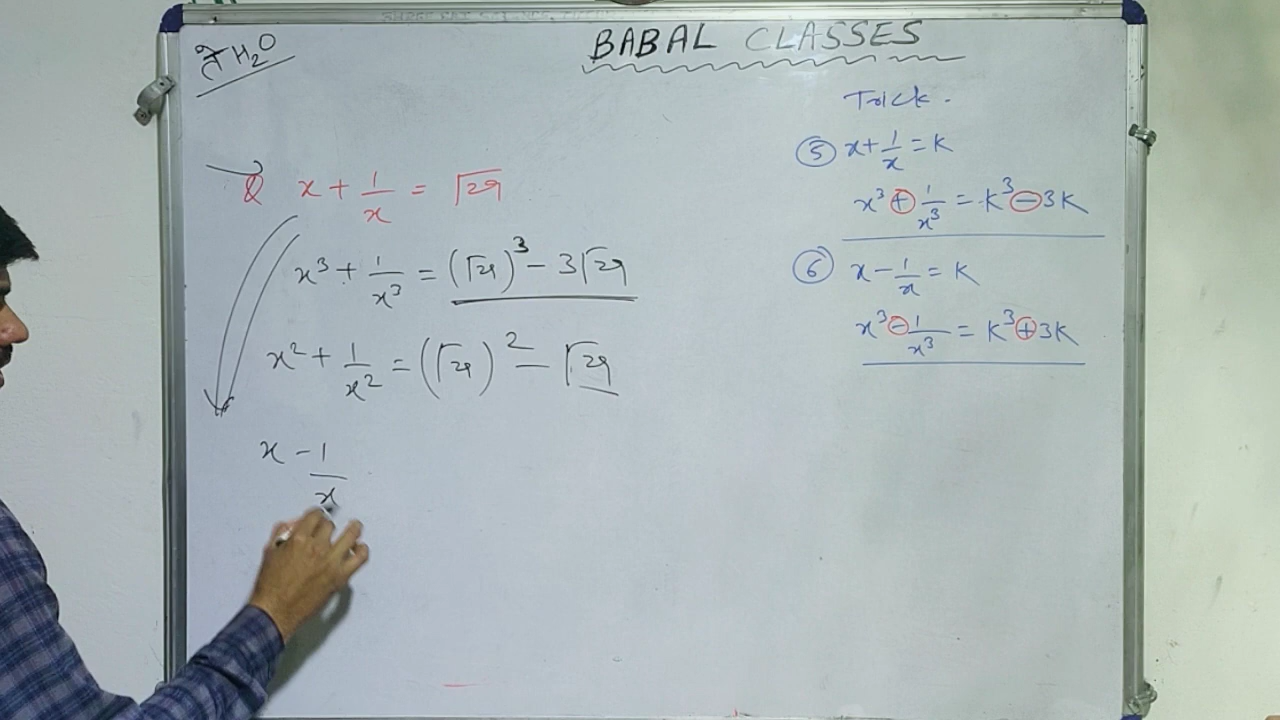 BABAL CLASSES
H₂O
Trick.
Q x + 1/x = √29
x³ + 1/x³ = (√29)³ - 3√29
x² + 1/x² = (√29)² - √29
x - 1/x
⑤ x + 1/x = K
x³ + 1/x³ = K³ - 3K
⑥ x - 1/x = K
x³ - 1/x³ = K³ + 3K